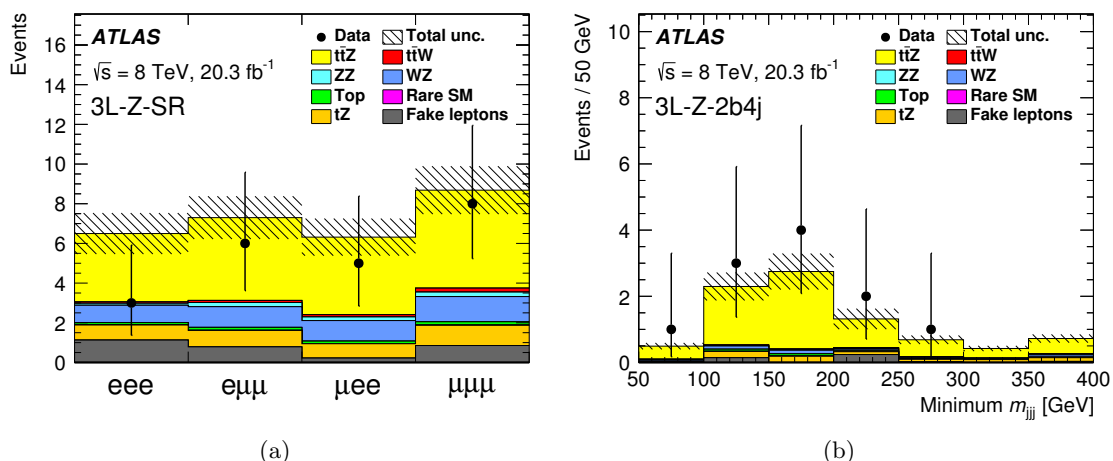 Events
16
14
12
10
8
6
4
2
0
ATLAS
√s = 8 TeV, 20.3 fb⁻¹
3L-Z-SR
Data Total unc.
tt̄Z tt̄W
ZZ WZ
Top Rare SM
tZ Fake leptons
eee eμμ μee μμμ
(a)
Events / 50 GeV
10
8
6
4
2
0
ATLAS
√s = 8 TeV, 20.3 fb⁻¹
3L-Z-2b4j
Data Total unc.
tt̄Z tt̄W
ZZ WZ
Top Rare SM
tZ Fake leptons
50 100 150 200 250 300 350 400
Minimum m_jjj [GeV]
(b)